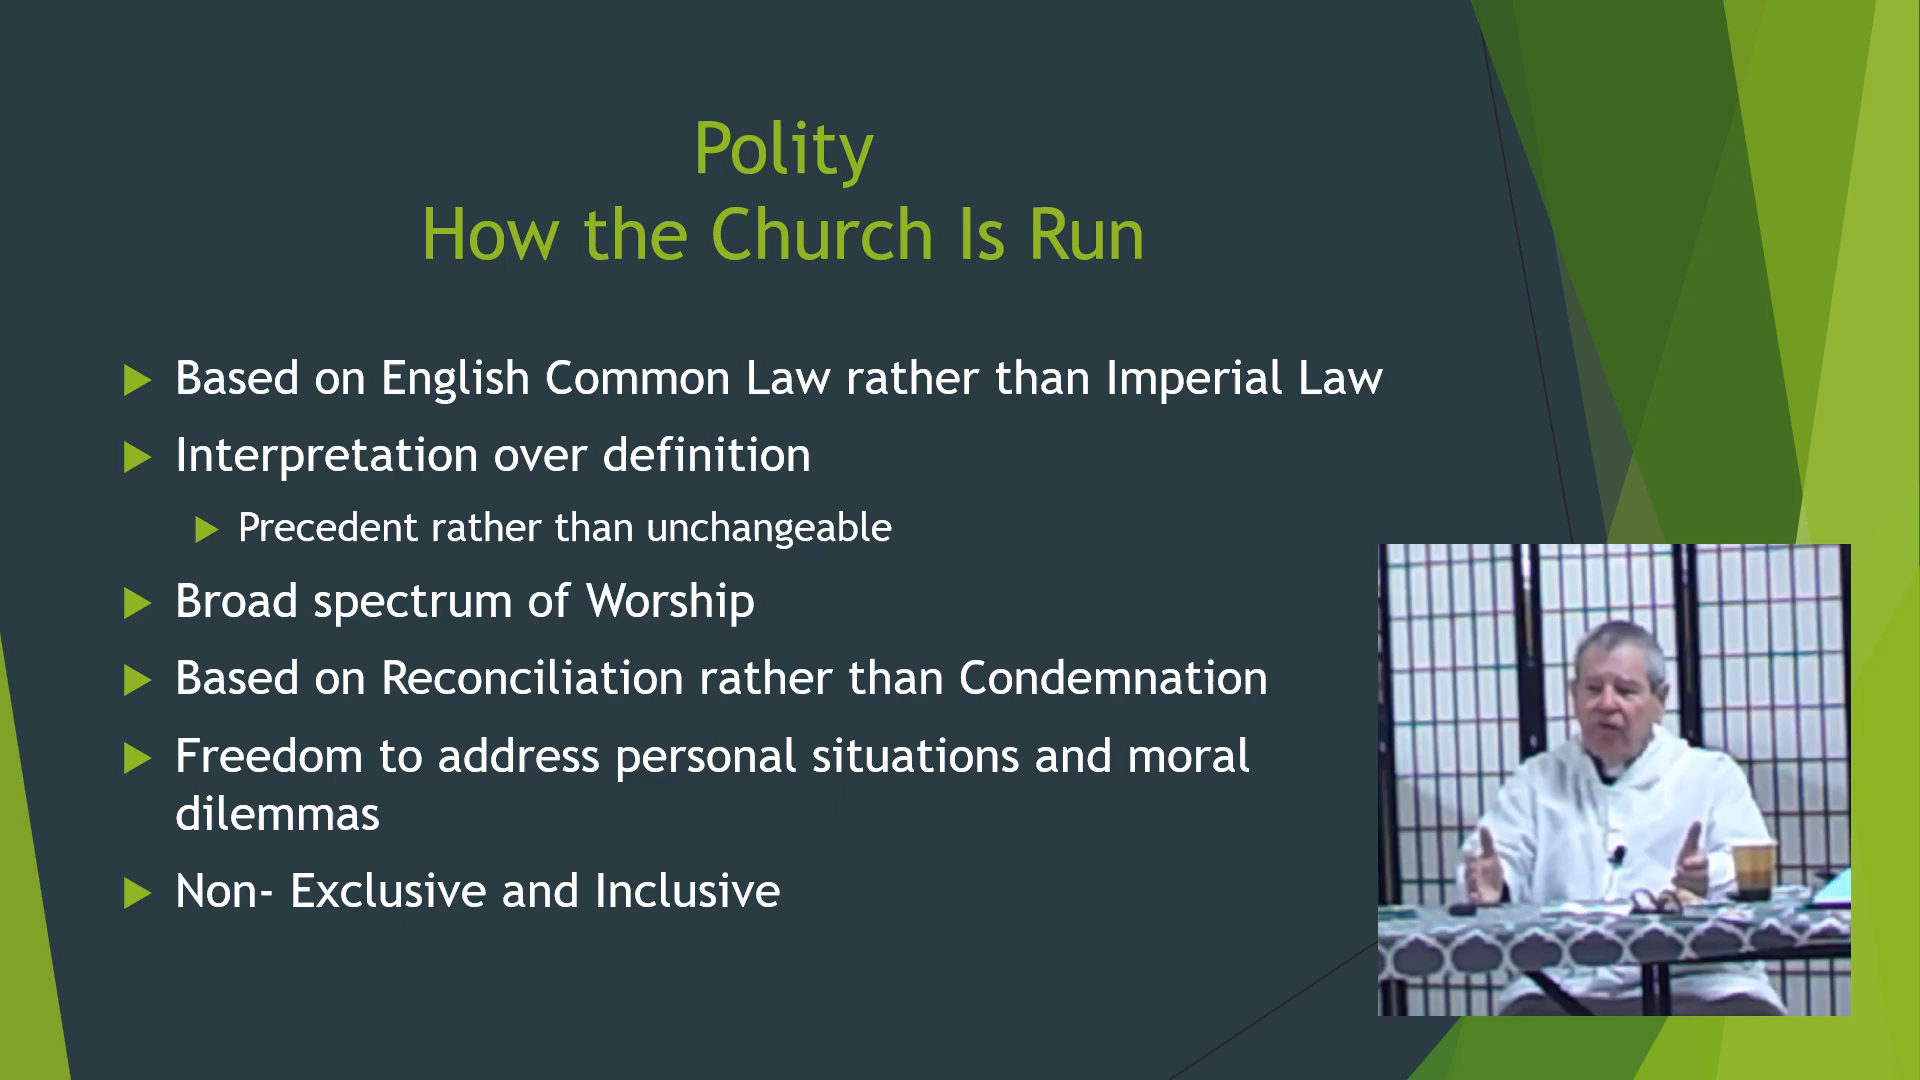 Polity
How the Church Is Run
Based on English Common Law rather than Imperial Law
Interpretation over definition
Precedent rather than unchangeable
Broad spectrum of Worship
Based on Reconciliation rather than Condemnation
Freedom to address personal situations and moral
dilemmas
Non- Exclusive and Inclusive